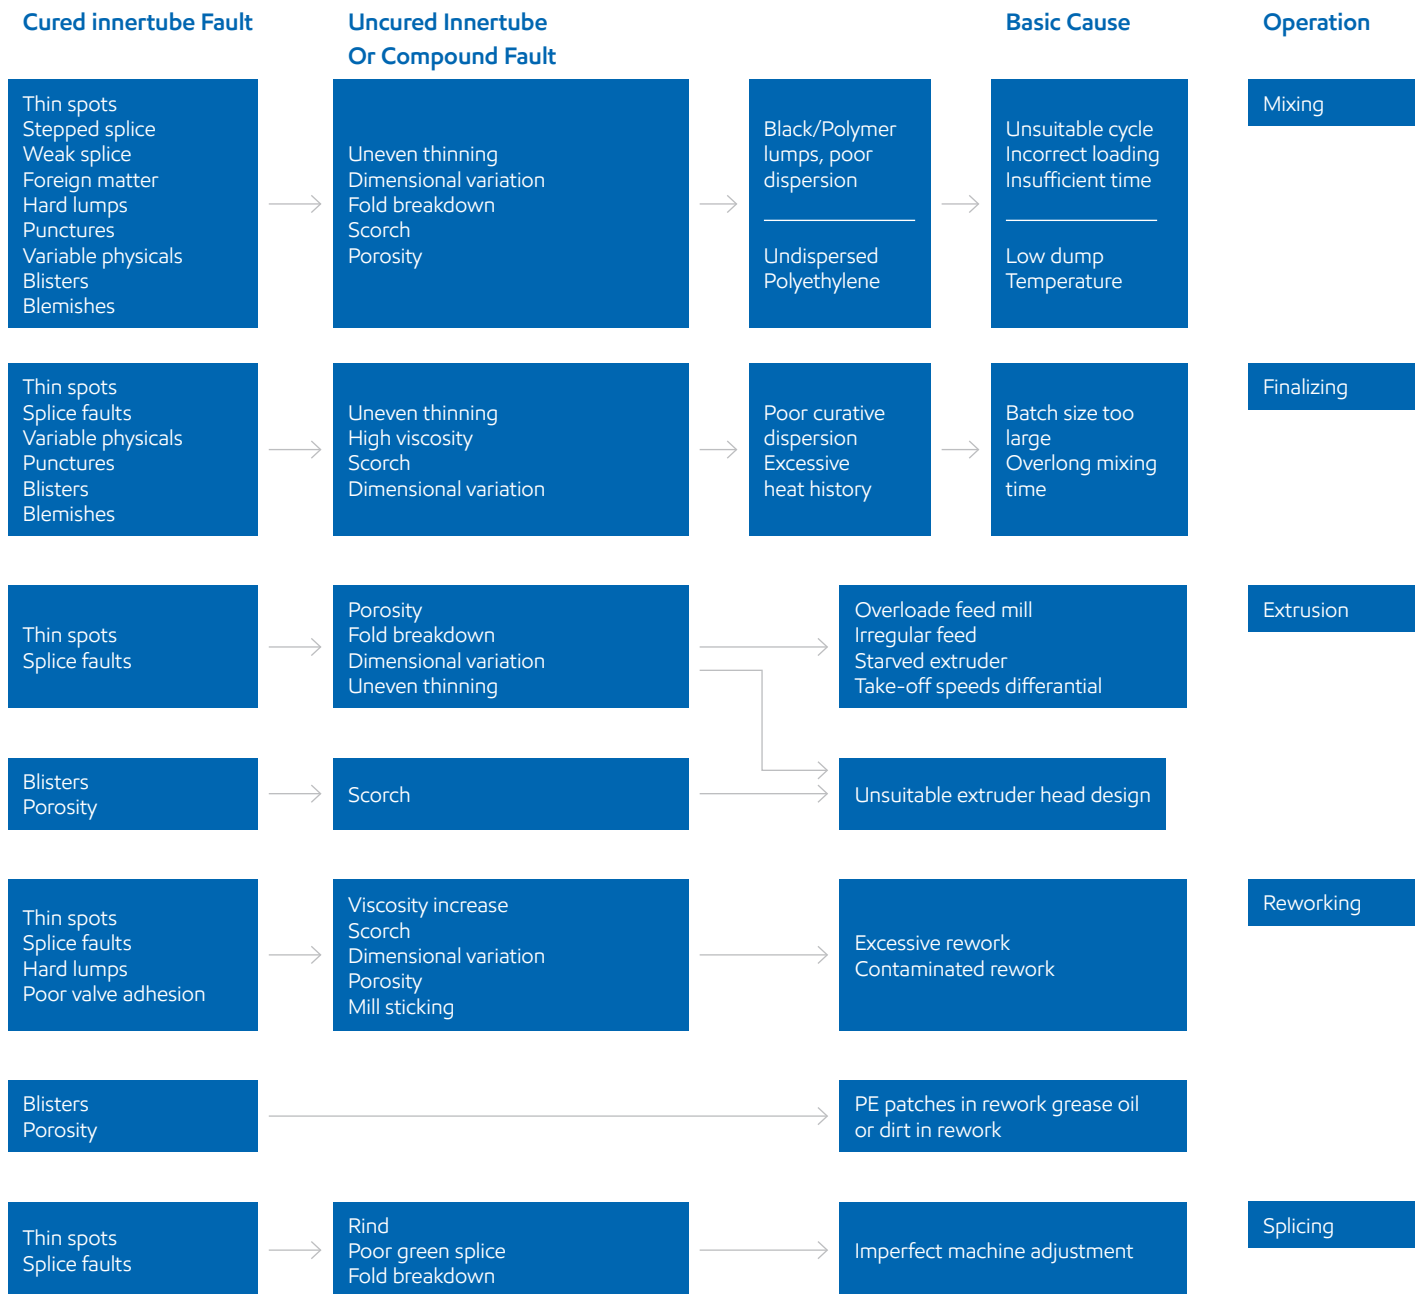 Cured innertube Fault
Uncured Innertube
Or Compound Fault
Basic Cause
Operation
Thin spots
Stepped splice
Weak splice
Foreign matter
Hard lumps
Punctures
Variable physicals
Blisters
Blemishes
Uneven thinning
Dimensional variation
Fold breakdown
Scorch
Porosity
Black/Polymer
lumps, poor
dispersion
Undispersed
Polyethylene
Unsuitable cycle
Incorrect loading
Insufficient time
Low dump
Temperature
Mixing
Thin spots
Splice faults
Variable physicals
Punctures
Blisters
Blemishes
Uneven thinning
High viscosity
Scorch
Dimensional variation
Poor curative
dispersion
Excessive
heat history
Batch size too
large
Overlong mixing
time
Finalizing
Thin spots
Splice faults
Porosity
Fold breakdown
Dimensional variation
Uneven thinning
Overloade feed mill
Irregular feed
Starved extruder
Take-off speeds differantial
Extrusion
Blisters
Porosity
Scorch
Unsuitable extruder head design
Thin spots
Splice faults
Hard lumps
Poor valve adhesion
Viscosity increase
Scorch
Dimensional variation
Porosity
Mill sticking
Excessive rework
Contaminated rework
Reworking
Blisters
Porosity
PE patches in rework grease oil
or dirt in rework
Thin spots
Splice faults
Rind
Poor green splice
Fold breakdown
Imperfect machine adjustment
Splicing